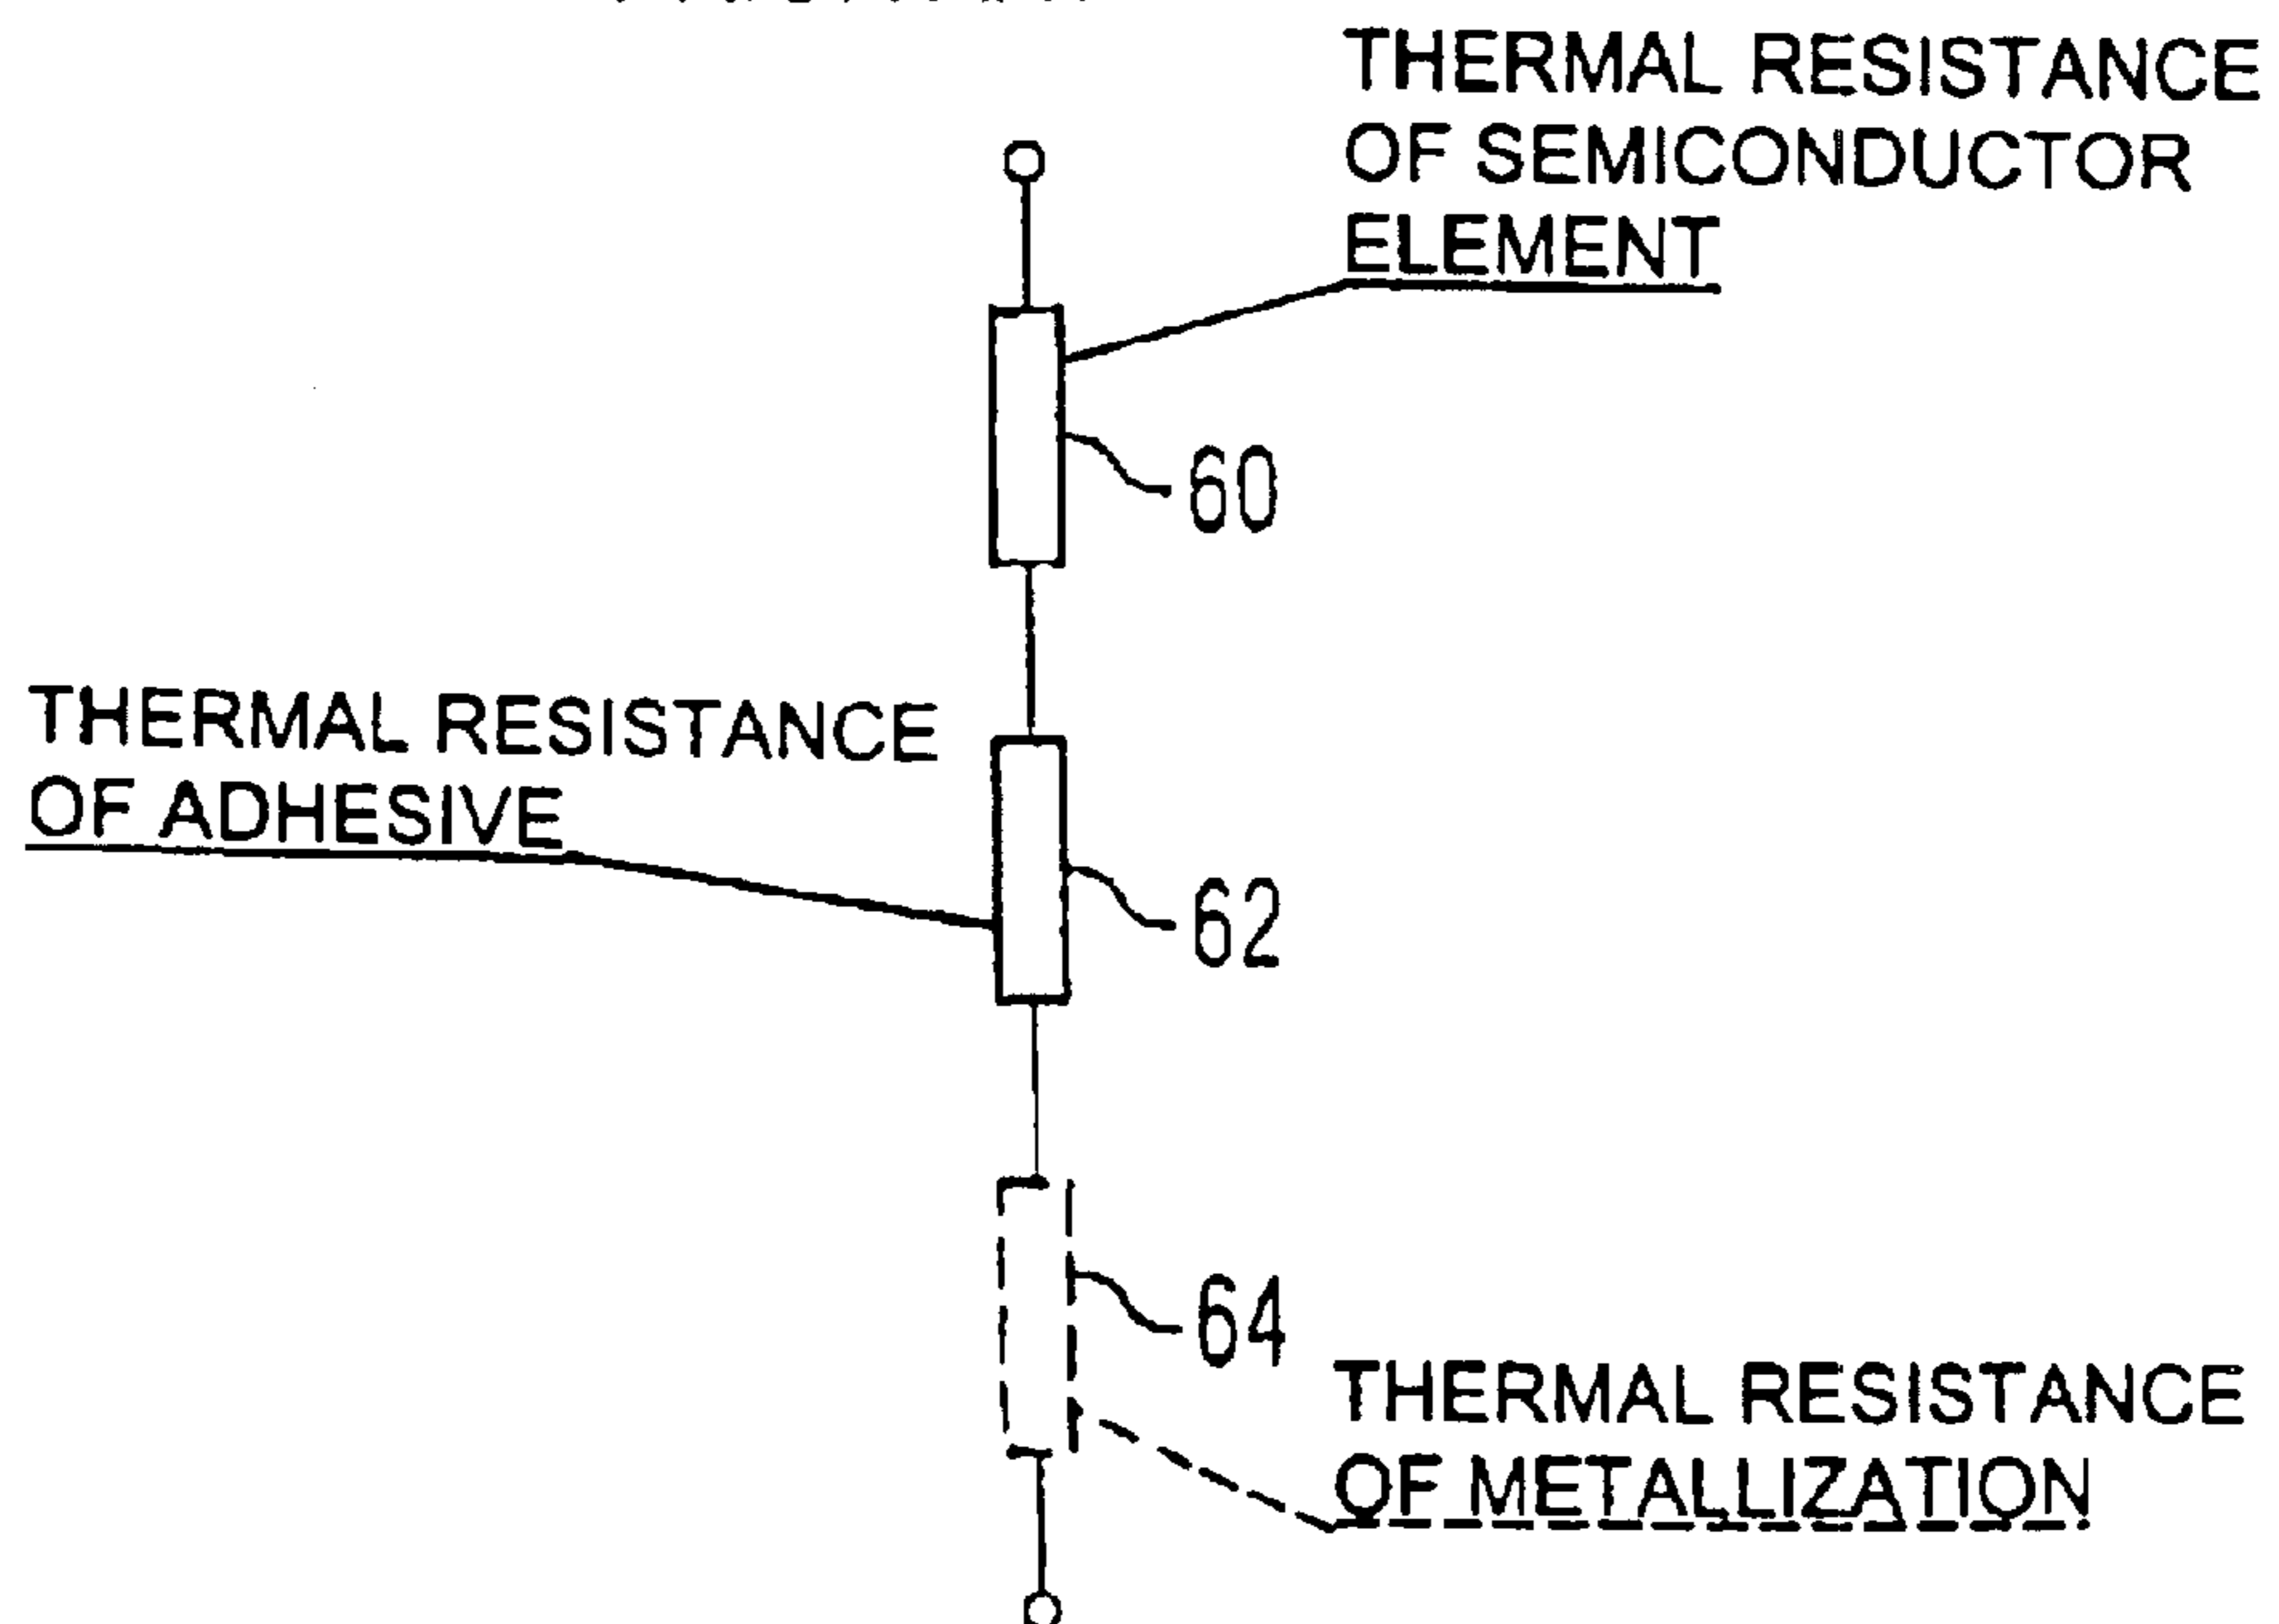 THERMAL RESISTANCE
OF SEMICONDUCTOR
ELEMENT
60
THERMAL RESISTANCE
OF ADHESIVE
62
64
THERMAL RESISTANCE
OF METALLIZATION